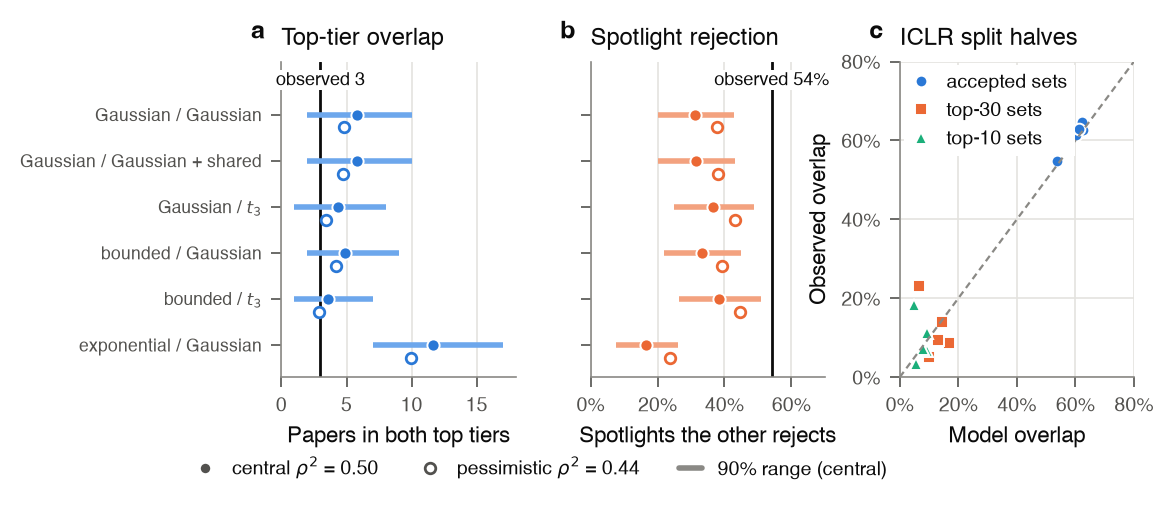 a Top-tier overlap
observed 3
Gaussian / Gaussian
Gaussian / Gaussian + shared
Gaussian / t₃
bounded / Gaussian
bounded / t₃
exponential / Gaussian
0 5 10 15
Papers in both top tiers
b Spotlight rejection
observed 54%
0% 20% 40% 60%
Spotlights the other rejects
c ICLR split halves
80%
60%
40%
20%
0%
Observed overlap
accepted sets
top-30 sets
top-10 sets
0% 20% 40% 60% 80%
Model overlap
central ρ² = 0.50 pessimistic ρ² = 0.44 90% range (central)